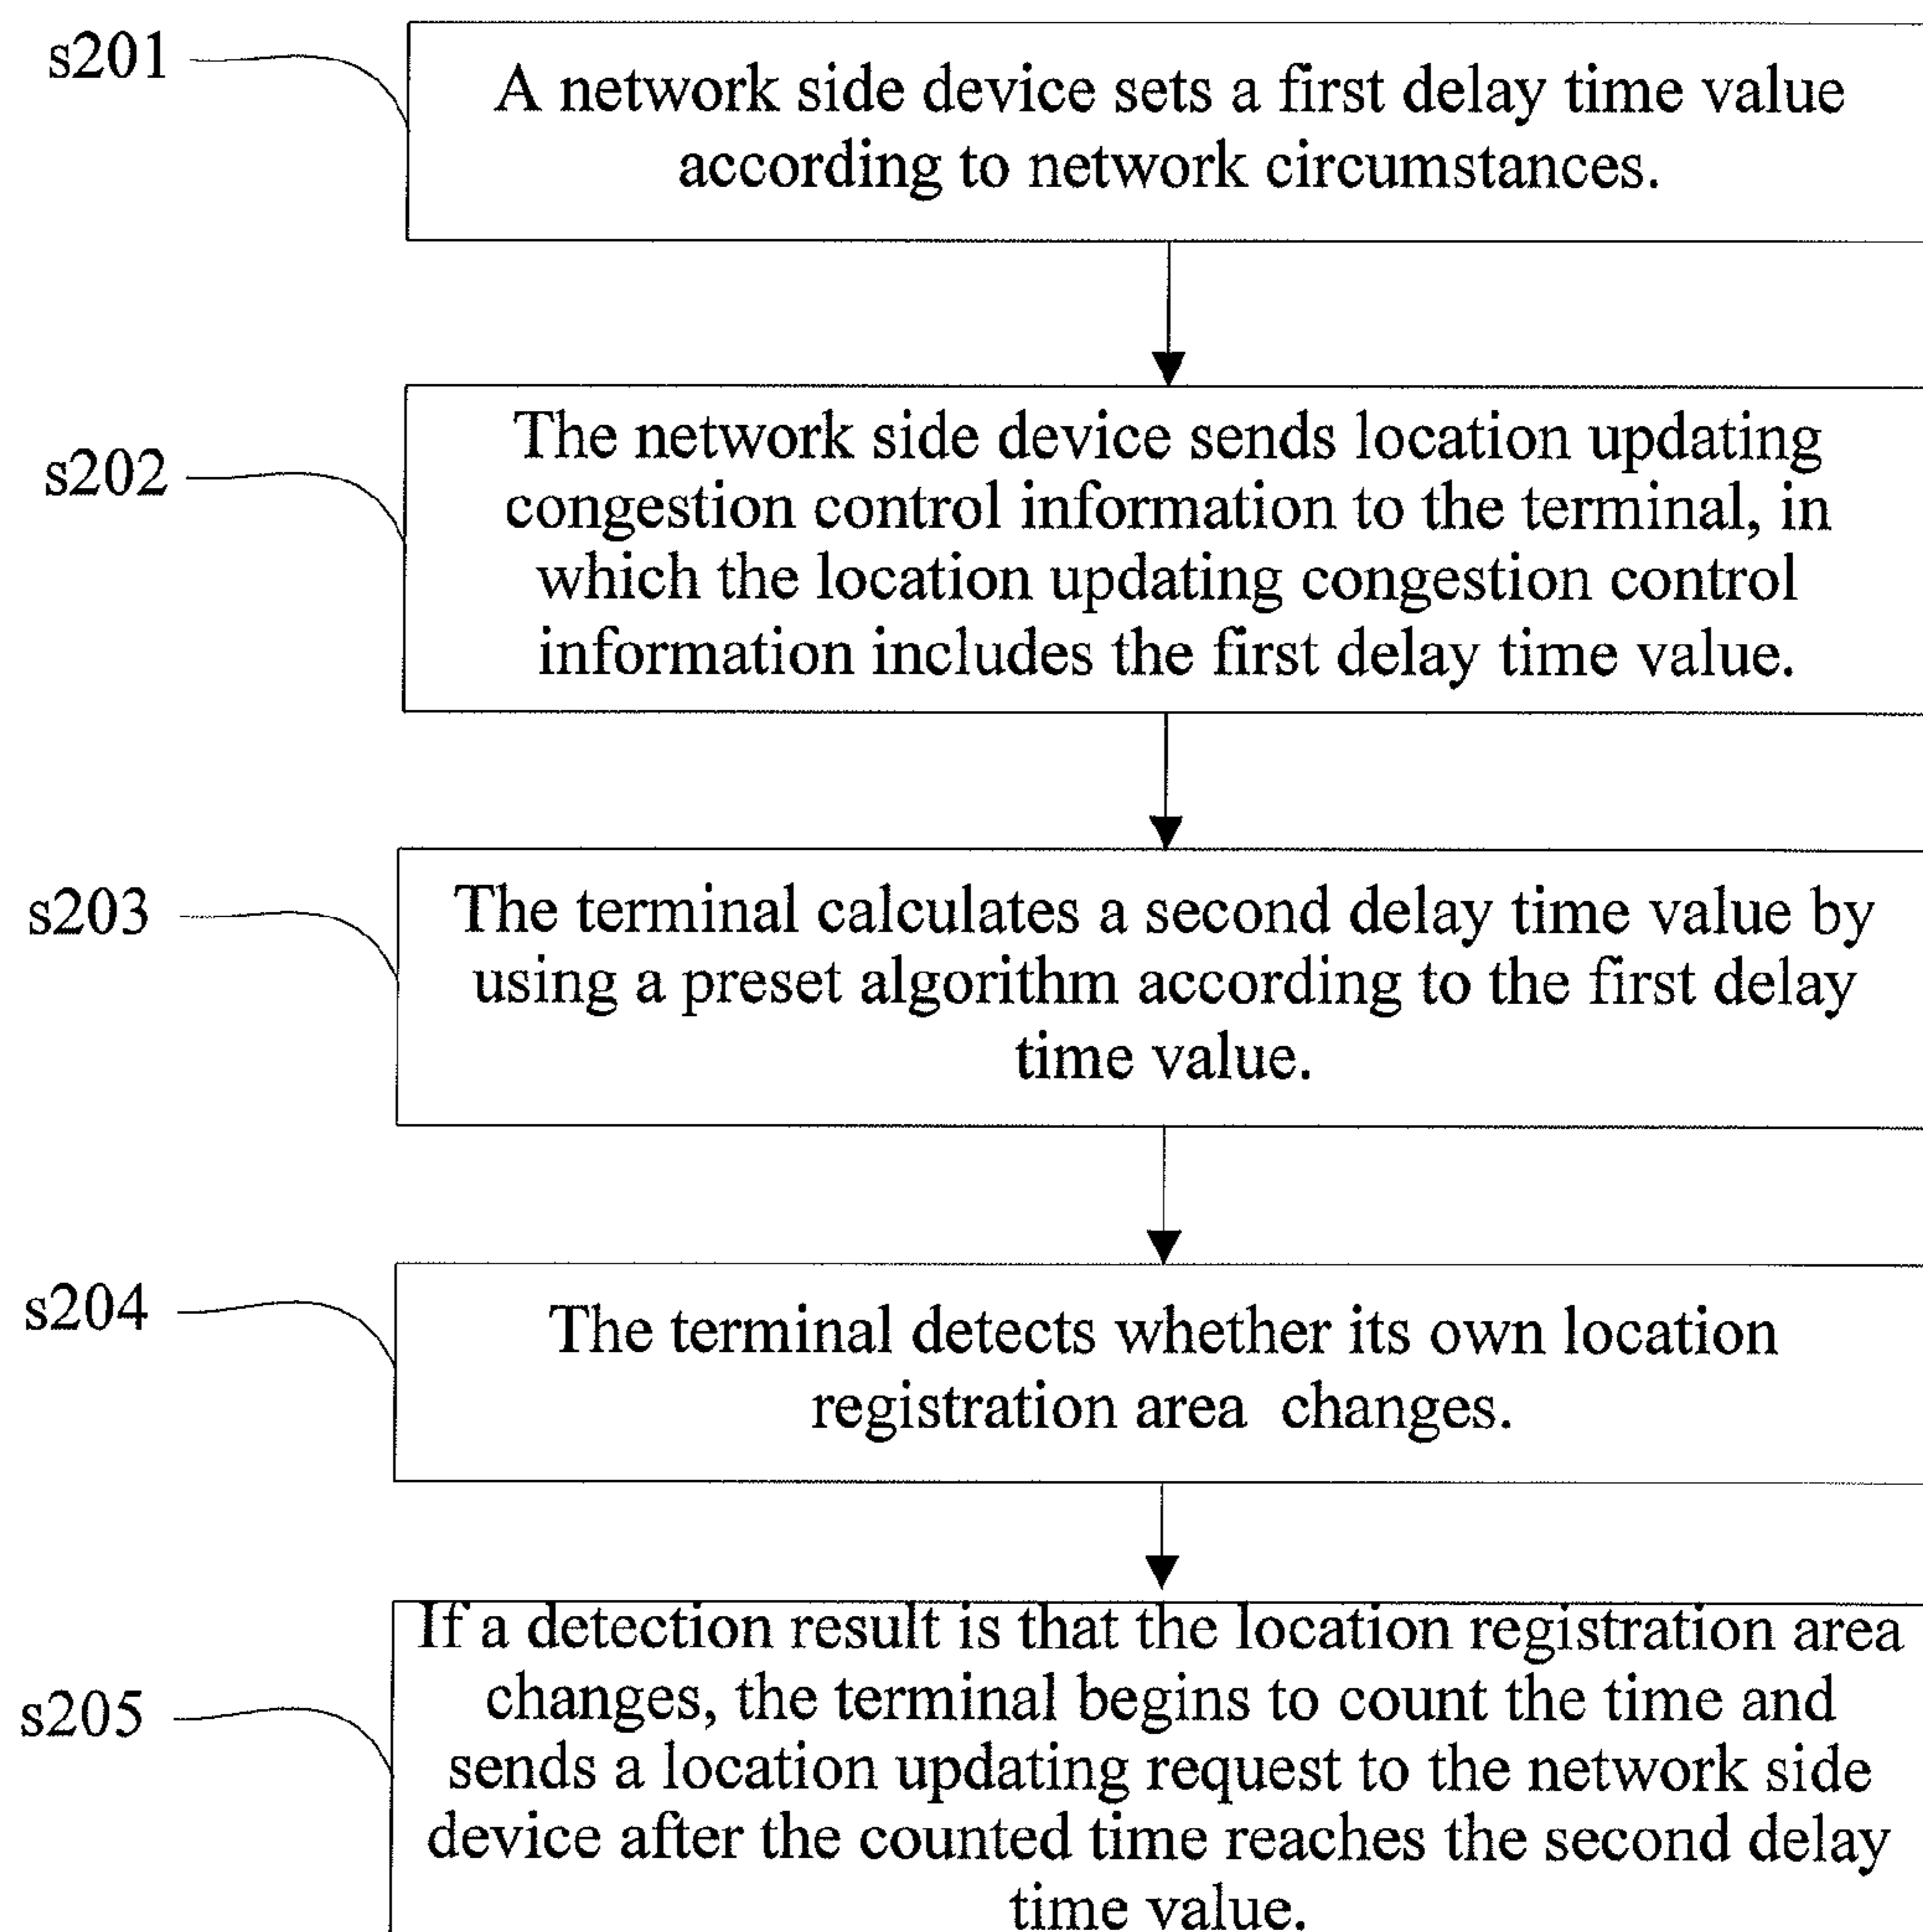 s201
A network side device sets a first delay time value
according to network circumstances.
s202
The network side device sends location updating
congestion control information to the terminal, in
which the location updating congestion control
information includes the first delay time value.
s203
The terminal calculates a second delay time value by
using a preset algorithm according to the first delay
time value.
s204
The terminal detects whether its own location
registration area changes.
s205
If a detection result is that the location registration area
changes, the terminal begins to count the time and
sends a location updating request to the network side
device after the counted time reaches the second delay
time value.